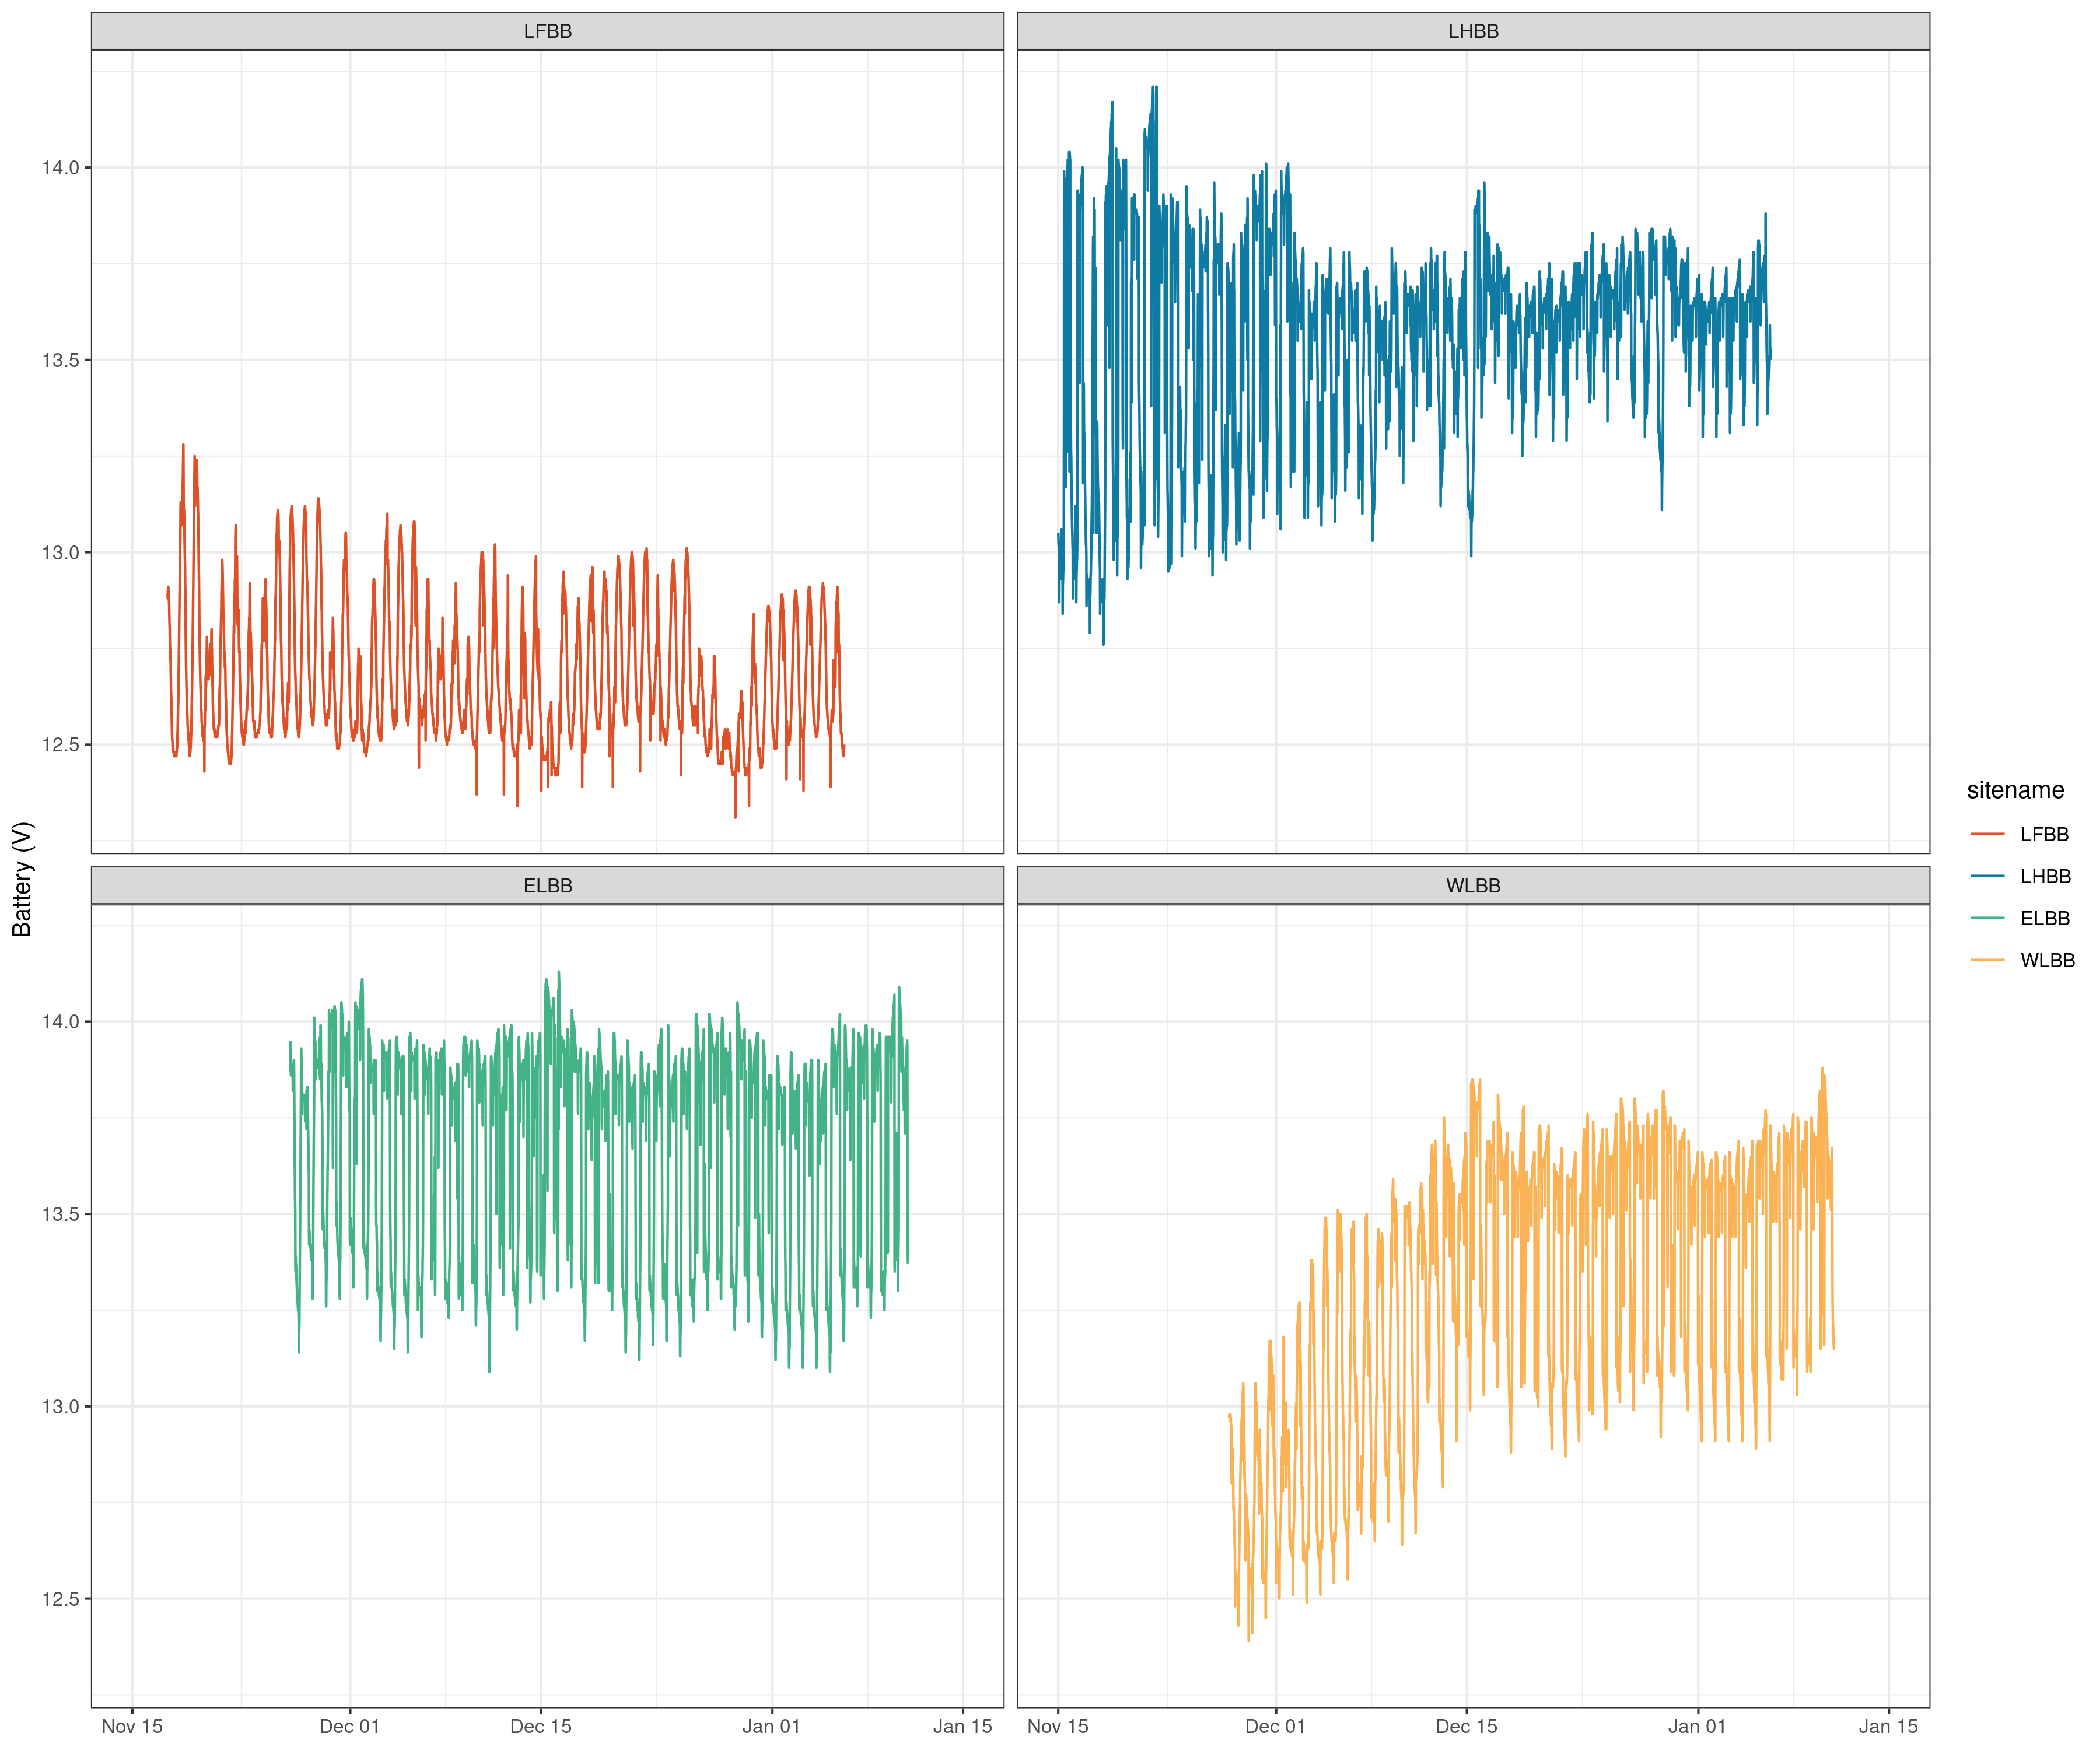 LFBB
LHBB
14.0
13.5
13.0
12.5
ELBB
WLBB
14.0
13.5
13.0
12.5
Nov 15
Dec 01
Dec 15
Jan 01
Jan 15
Nov 15
Dec 01
Dec 15
Jan 01
Jan 15
Battery (V)
sitename
LFBB
LHBB
ELBB
WLBB